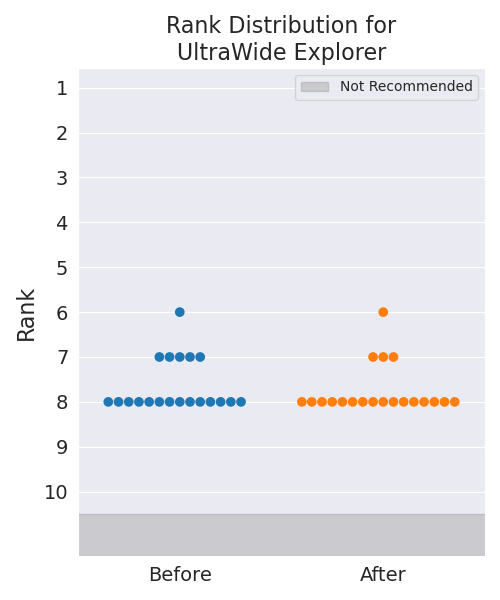 Rank Distribution for
UltraWide Explorer
Not Recommended
1
2
3
4
5
6
7
8
9
10
Rank
Before
After